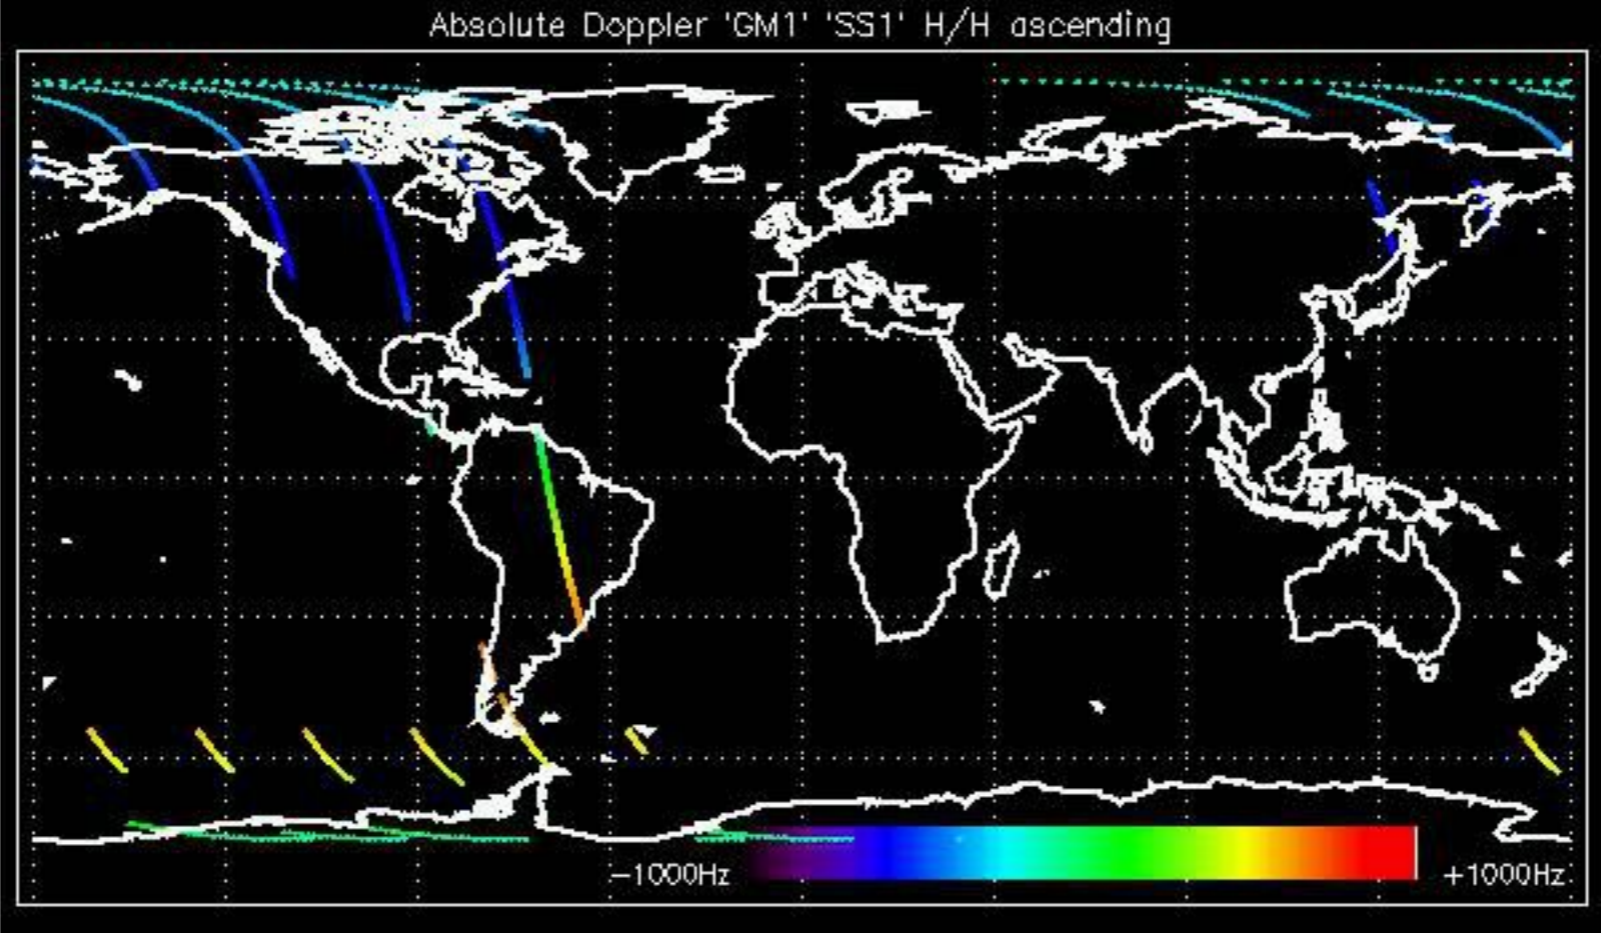 Absolute Doppler 'GM1' 'SS1' H/H ascending
-1000Hz
+1000Hz